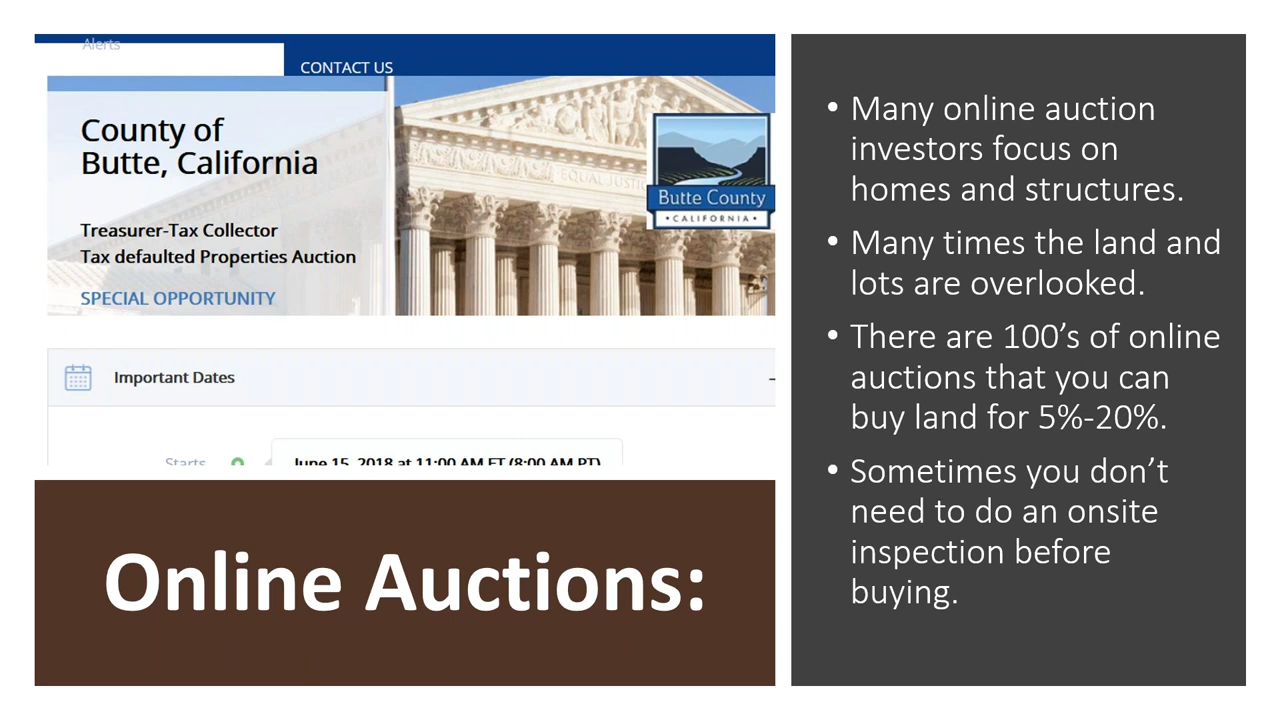 Alerts
CONTACT US
County of
Butte, California
Treasurer-Tax Collector
Tax defaulted Properties Auction
SPECIAL OPPORTUNITY
EQUAL JUSTIC
Butte County
• CALIFORNIA •
Important Dates
Starts
June 15, 2018 at 11:00 AM ET (8:00 AM PT)
Online Auctions:
• Many online auction
investors focus on
homes and structures.
• Many times the land and
lots are overlooked.
• There are 100’s of online
auctions that you can
buy land for 5%-20%.
• Sometimes you don’t
need to do an onsite
inspection before
buying.